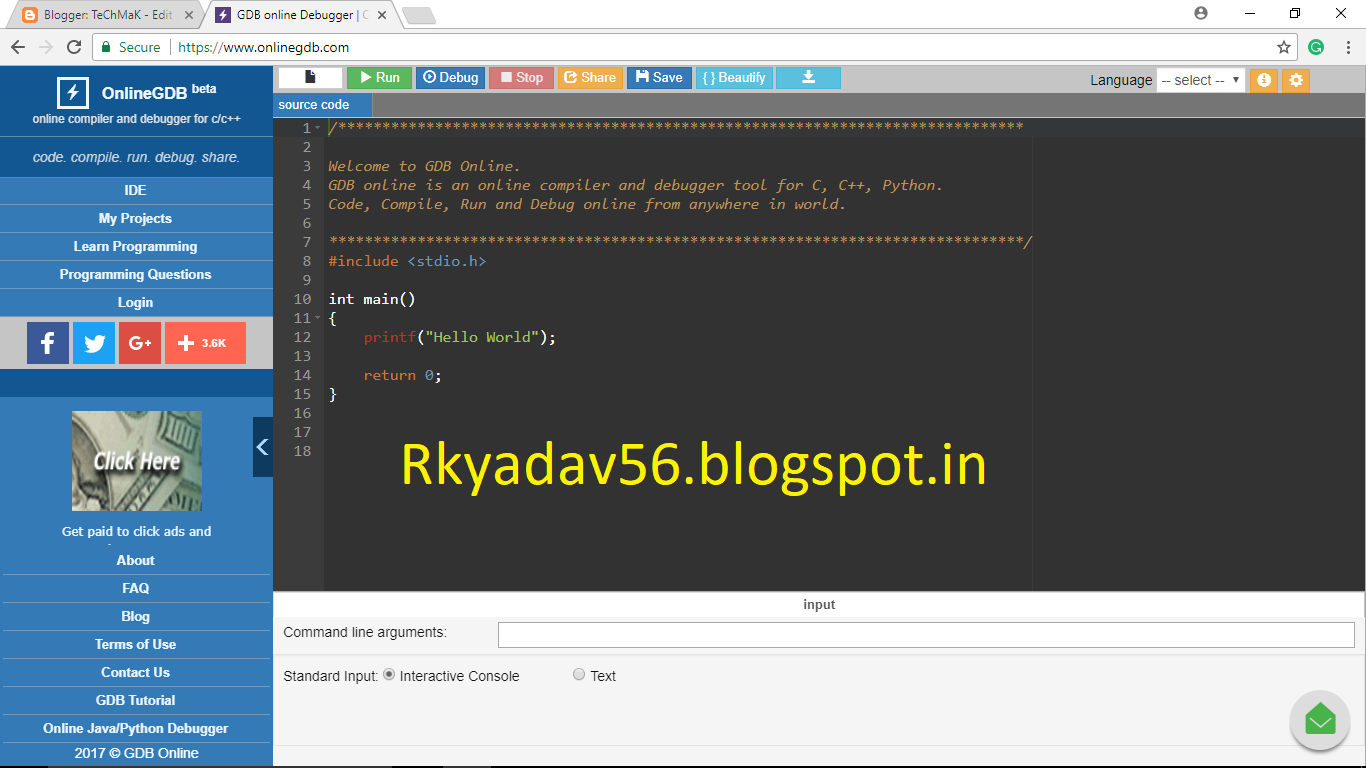 Blogger: TeChMaK - Edit
GDB online Debugger |
Secure
https://www.onlinegdb.com
OnlineGDB beta
online compiler and debugger for c/c++
code. compile. run. debug. share.
IDE
My Projects
Learn Programming
Programming Questions
Login
3.6K
Click Here
Get paid to click ads and
About
FAQ
Blog
Terms of Use
Contact Us
GDB Tutorial
Online Java/Python Debugger
2017 © GDB Online
Run
Debug
Stop
Share
Save
{ } Beautify
Language
-- select --
source code
1 /******************************************************************************
2
3 Welcome to GDB Online.
4 GDB online is an online compiler and debugger tool for C, C++, Python.
5 Code, Compile, Run and Debug online from anywhere in world.
6
7 *******************************************************************************/
8 #include <stdio.h>
9
10 int main()
11 {
12 printf("Hello World");
13
14 return 0;
15 }
16
17
18
Rkyadav56.blogspot.in
input
Command line arguments:
Standard Input: Interactive Console Text